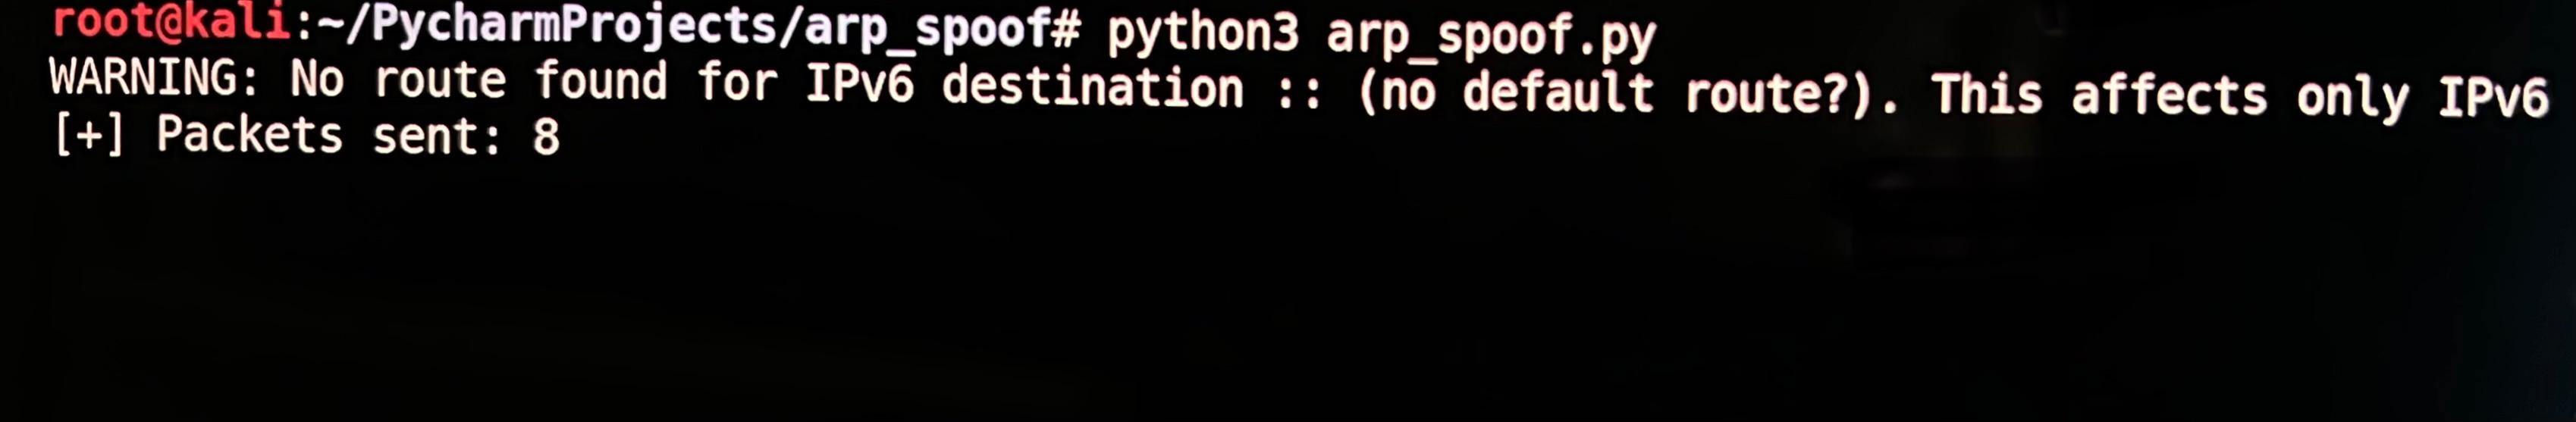 root@kali:~/PycharmProjects/arp_spoof# python3 arp_spoof.py
WARNING: No route found for IPv6 destination :: (no default route?). This affects only IPv6
[+] Packets sent: 8